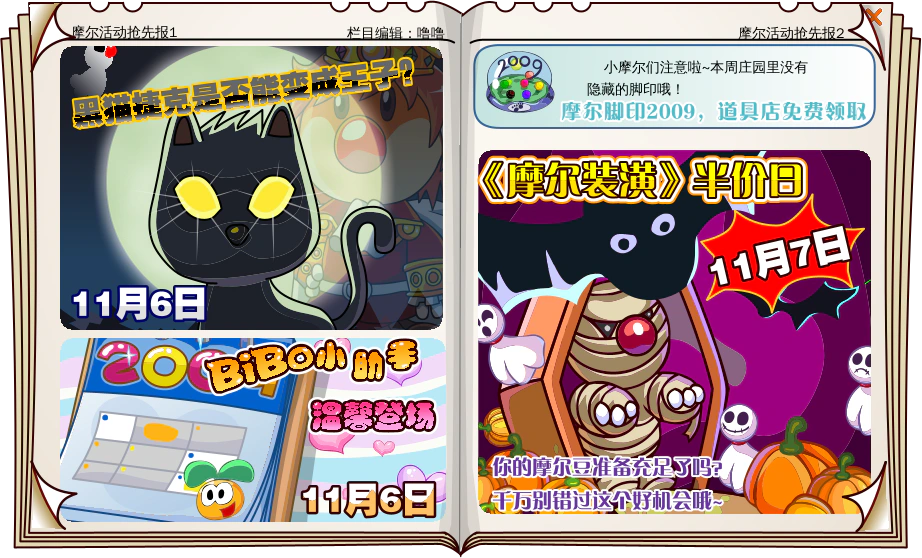 摩尔活动抢先报1
栏目编辑：噜噜
黑猫捷克是否能变成王子？
11月6日
2009
BiBO小助手
温馨登场
11月6日
摩尔活动抢先报2
2009
小摩尔们注意啦~本周庄园里没有
隐藏的脚印哦！
摩尔脚印2009，道具店免费领取
《摩尔装潢》半价日
11月7日
你的摩尔豆准备充足了吗？
千万别错过这个好机会哦~